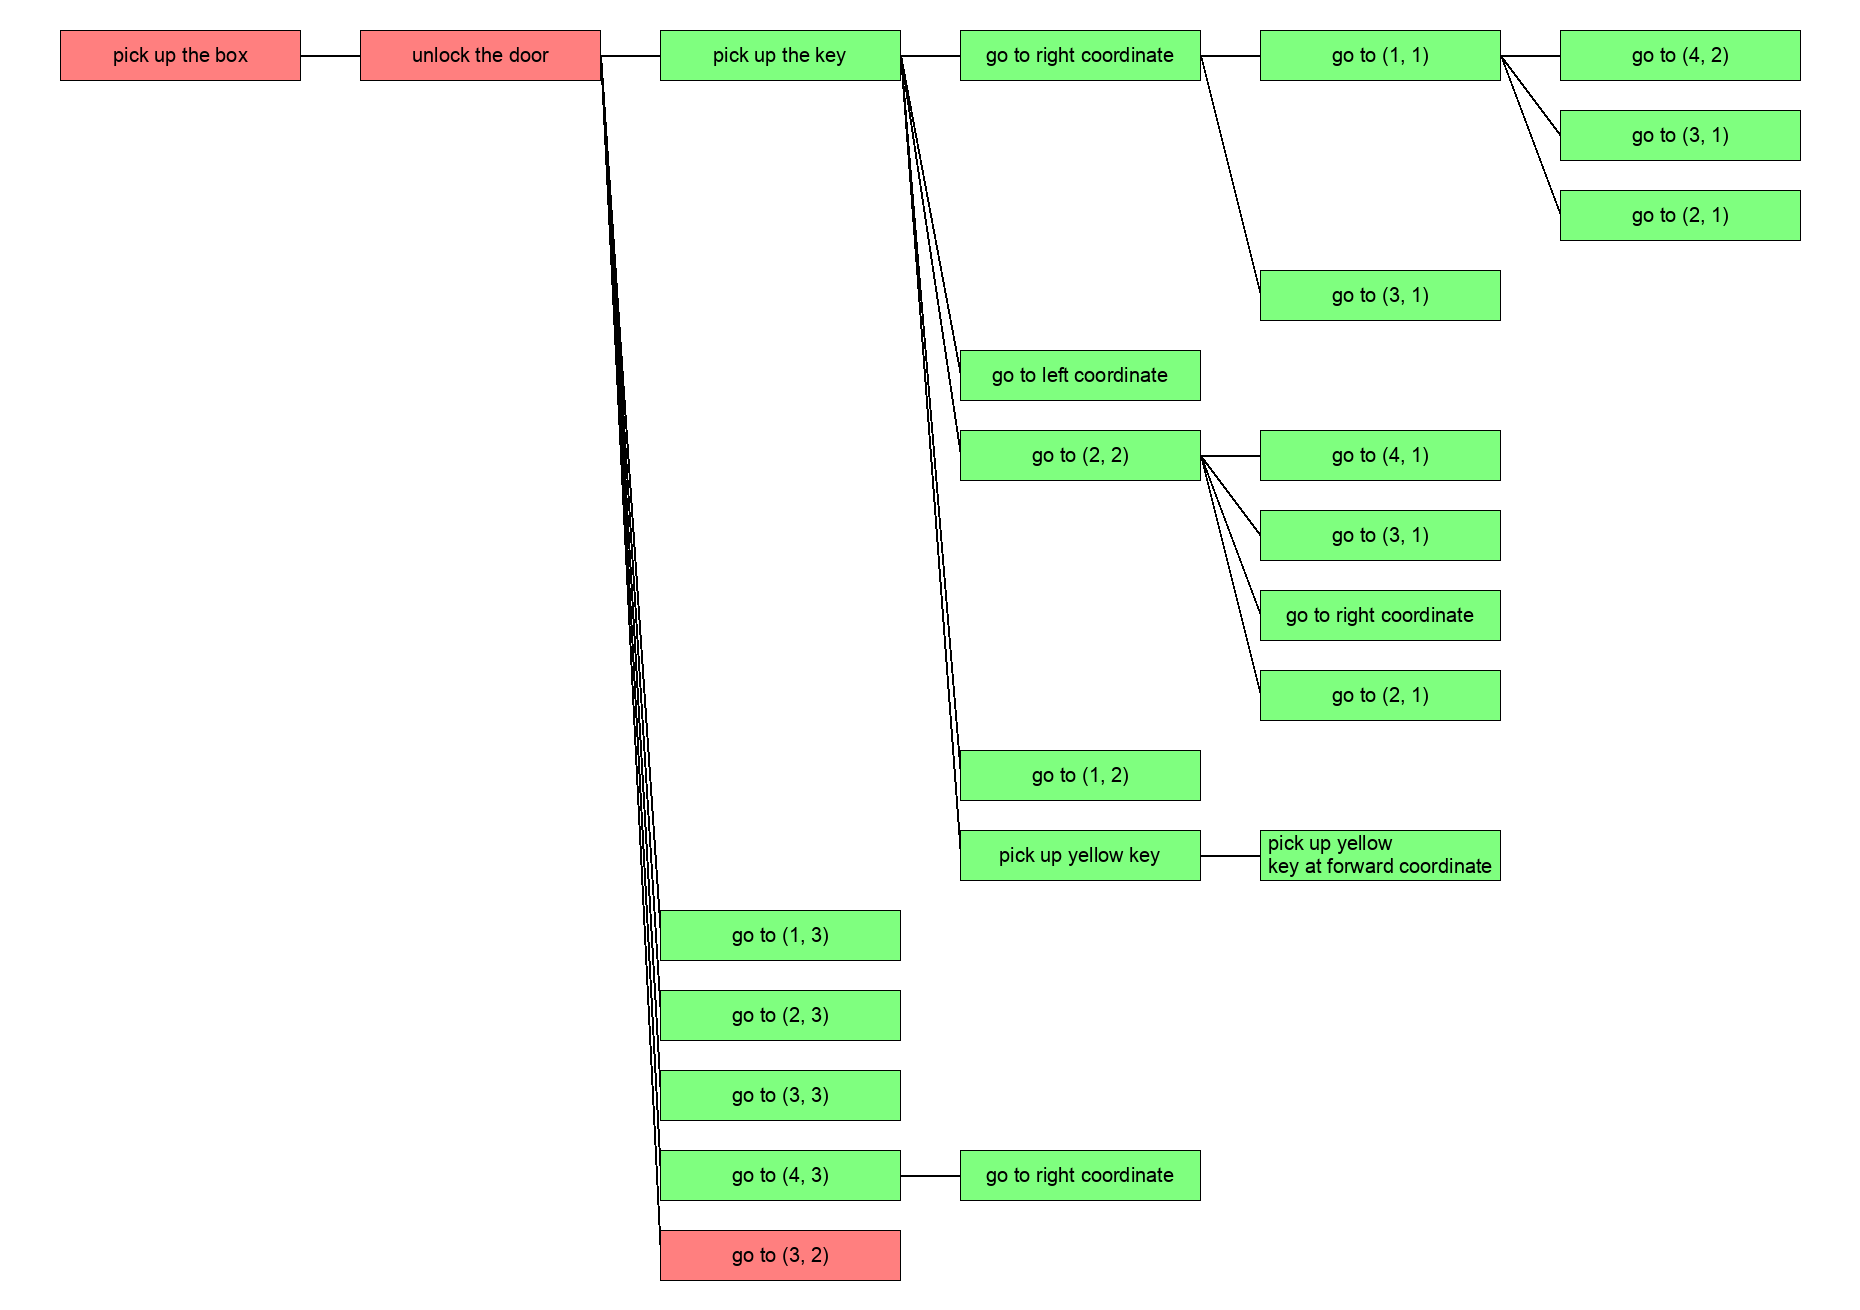 pick up the box
unlock the door
pick up the key
go to right coordinate
go to (1, 1)
go to (4, 2)
go to (3, 1)
go to (2, 1)
go to (3, 1)
go to left coordinate
go to (2, 2)
go to (4, 1)
go to (3, 1)
go to right coordinate
go to (2, 1)
go to (1, 2)
pick up yellow key
pick up yellow
key at forward coordinate
go to (1, 3)
go to (2, 3)
go to (3, 3)
go to (4, 3)
go to right coordinate
go to (3, 2)